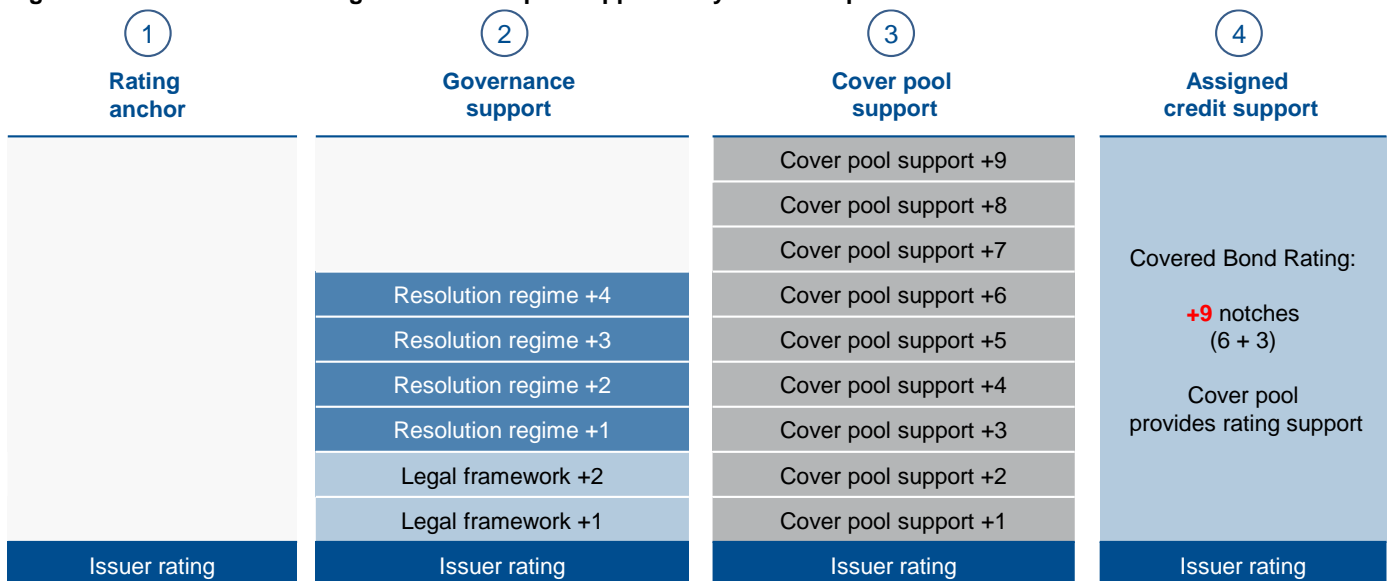 1
Rating
anchor
Issuer rating
2
Governance
support
Resolution regime +4
Resolution regime +3
Resolution regime +2
Resolution regime +1
Legal framework +2
Legal framework +1
Issuer rating
3
Cover pool
support
Cover pool support +9
Cover pool support +8
Cover pool support +7
Cover pool support +6
Cover pool support +5
Cover pool support +4
Cover pool support +3
Cover pool support +2
Cover pool support +1
Issuer rating
4
Assigned
credit support
Covered Bond Rating:
+9 notches
(6 + 3)
Cover pool
provides rating support
Issuer rating